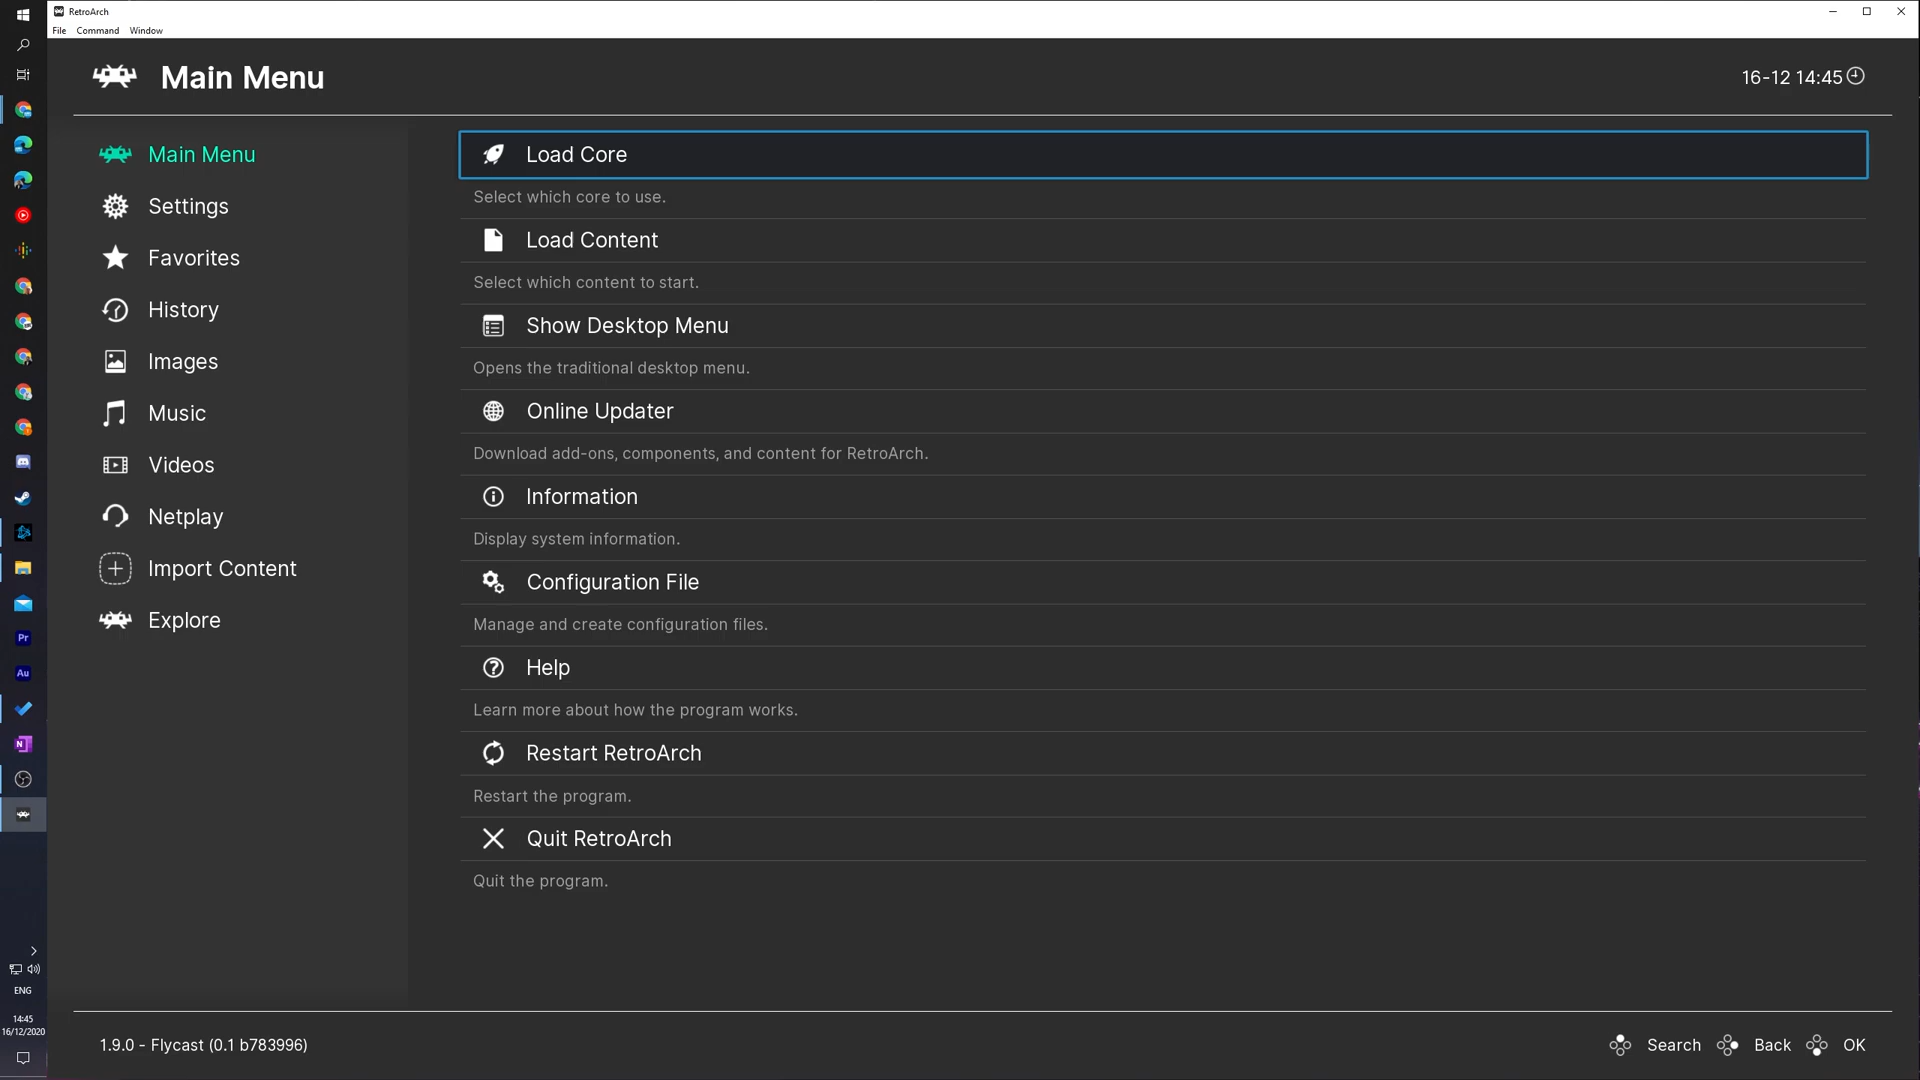 RetroArch
File Command Window
Main Menu
16-12 14:45
Main Menu
Settings
Favorites
History
Images
Music
Videos
Netplay
Import Content
Explore
Load Core
Select which core to use.
Load Content
Select which content to start.
Show Desktop Menu
Opens the traditional desktop menu.
Online Updater
Download add-ons, components, and content for RetroArch.
Information
Display system information.
Configuration File
Manage and create configuration files.
Help
Learn more about how the program works.
Restart RetroArch
Restart the program.
Quit RetroArch
Quit the program.
Pr
Au
N
ENG
14:45
16/12/2020
1.9.0 - Flycast (0.1 b783996)
Search Back OK